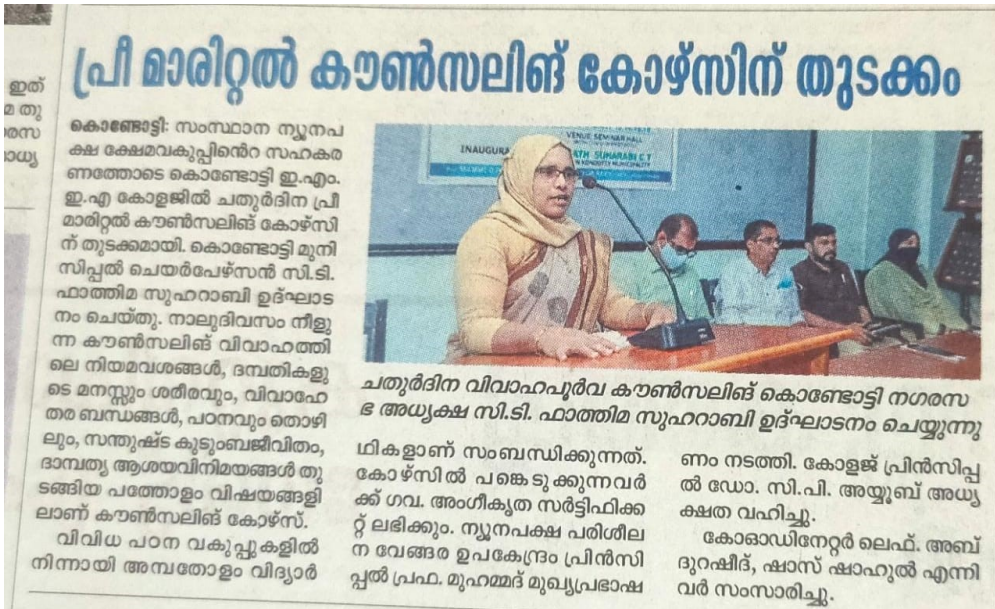 പ്രീ മാരിറ്റൽ കൗൺസലിങ് കോഴ്സിന് തുടക്കം
കൊണ്ടോട്ടി: സംസ്ഥാന ന്യൂനപ
ക്ഷ ക്ഷേമവകുപ്പിന്റെ സഹകര
ണത്തോടെ കൊണ്ടോട്ടി ഇ.എം.
ഇ.എ കോളജിൽ ചതുർദിന പ്രീ
മാരിറ്റൽ കൗൺസലിങ് കോഴ്സി
ന് തുടക്കമായി. കൊണ്ടോട്ടി മുനി
സിപ്പൽ ചെയർപേഴ്സൻ സി.ടി.
ഫാത്തിമ സുഹറാബി ഉദ്ഘാട
നം ചെയ്തു. നാലുദിവസം നീളു
ന്ന കൗൺസലിങ് വിവാഹത്തി
ലെ നിയമവശങ്ങൾ, ദമ്പതികളു
ടെ മനസ്സും ശരീരവും, വിവാഹേ
തര ബന്ധങ്ങൾ, പഠനവും തൊഴി
ലും, സന്തുഷ്ട കുടുംബജീവിതം,
ദാമ്പത്യ ആശയവിനിമയങ്ങൾ തു
ടങ്ങിയ പത്തോളം വിഷയങ്ങളി
ലാണ് കൗൺസലിങ് കോഴ്സ്.
വിവിധ പഠന വകുപ്പുകളിൽ
നിന്നായി അമ്പതോളം വിദ്യാർ
VENUE SEMINAR HALL
INAUGURA
ATH SUHARABI C.T
N KONDOTTY MUNICIPALITY
ചതുർദിന വിവാഹപൂർവ കൗൺസലിങ് കൊണ്ടോട്ടി നഗരസ
ഭ അധ്യക്ഷ സി.ടി. ഫാത്തിമ സുഹറാബി ഉദ്ഘാടനം ചെയ്യുന്നു
ഥികളാണ് സംബന്ധിക്കുന്നത്.
കോഴ്സിൽ പങ്കെടുക്കുന്നവർ
ക്ക് ഗവ. അംഗീകൃത സർട്ടിഫിക്ക
റ്റ് ലഭിക്കും. ന്യൂനപക്ഷ പരിശീല
ന വേങ്ങര ഉപകേന്ദ്രം പ്രിൻസി
പ്പൽ പ്രഫ. മുഹമ്മദ് മുഖ്യപ്രഭാഷ
ണം നടത്തി. കോളജ് പ്രിൻസിപ്പ
ൽ ഡോ. സി.പി. അയ്യൂബ് അധ്യ
ക്ഷത വഹിച്ചു.
കോഓഡിനേറ്റർ ലെഫ്. അബ്
ദുറഷീദ്, ഷാസ് ഷാഹുൽ എന്നി
വർ സംസാരിച്ചു.
ഇത്
മ തു
രസ
ാധ്യ